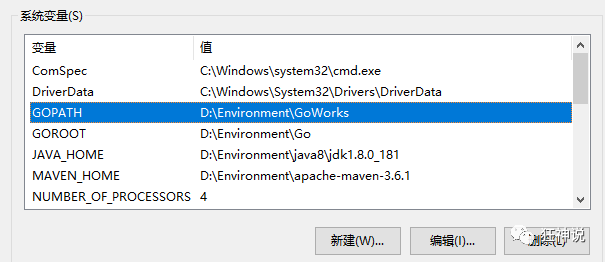 系统变量(S)
变量 值
ComSpec C:\Windows\system32\cmd.exe
DriverData C:\Windows\System32\Drivers\DriverData
GOPATH D:\Environment\GoWorks
GOROOT D:\Environment\Go
JAVA_HOME D:\Environment\java8\jdk1.8.0_181
MAVEN_HOME D:\Environment\apache-maven-3.6.1
NUMBER_OF_PROCESSORS 4
新建(W)... 编辑(I)... 删除(L)
狂神说